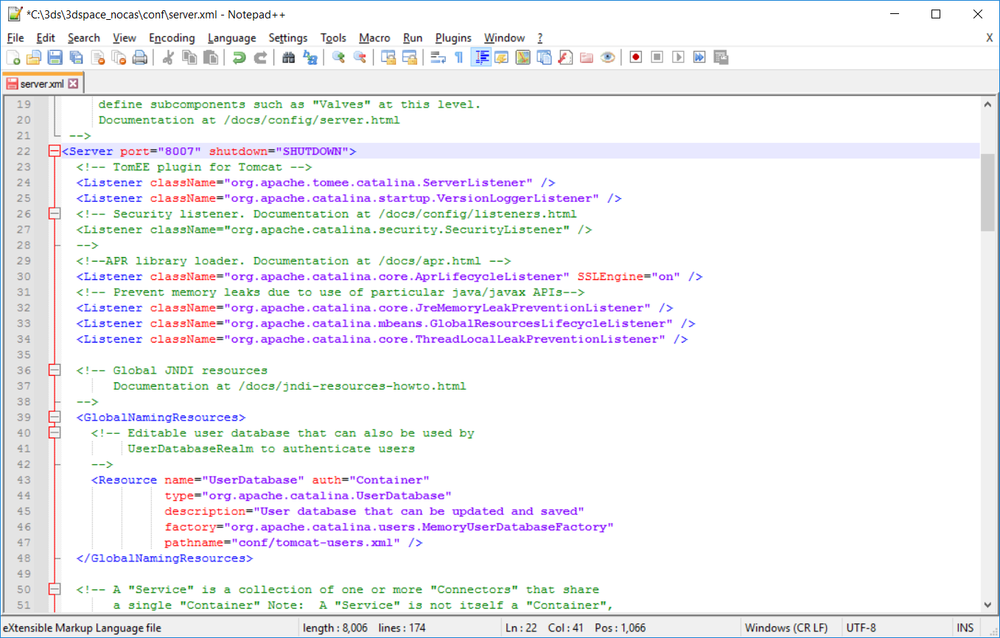 *C:\3ds\3dspace_nocas\conf\server.xml - Notepad++
File Edit Search View Encoding Language Settings Tools Macro Run Plugins Window ? X
server.xml
19 define subcomponents such as "Valves" at this level.
20 Documentation at /docs/config/server.html
21 -->
22 <Server port="8007" shutdown="SHUTDOWN">
23 <!-- TomEE plugin for Tomcat -->
24 <Listener className="org.apache.tomee.catalina.ServerListener" />
25 <Listener className="org.apache.catalina.startup.VersionLoggerListener" />
26 <!-- Security listener. Documentation at /docs/config/listeners.html
27 <Listener className="org.apache.catalina.security.SecurityListener" />
28 -->
29 <!--APR library loader. Documentation at /docs/apr.html -->
30 <Listener className="org.apache.catalina.core.AprLifecycleListener" SSLEngine="on" />
31 <!-- Prevent memory leaks due to use of particular java/javax APIs-->
32 <Listener className="org.apache.catalina.core.JreMemoryLeakPreventionListener" />
33 <Listener className="org.apache.catalina.mbeans.GlobalResourcesLifecycleListener" />
34 <Listener className="org.apache.catalina.core.ThreadLocalLeakPreventionListener" />
35
36 <!-- Global JNDI resources
37 Documentation at /docs/jndi-resources-howto.html
38 -->
39 <GlobalNamingResources>
40 <!-- Editable user database that can also be used by
41 UserDatabaseRealm to authenticate users
42 -->
43 <Resource name="UserDatabase" auth="Container"
44 type="org.apache.catalina.UserDatabase"
45 description="User database that can be updated and saved"
46 factory="org.apache.catalina.users.MemoryUserDatabaseFactory"
47 pathname="conf/tomcat-users.xml" />
48 </GlobalNamingResources>
49
50 <!-- A "Service" is a collection of one or more "Connectors" that share
51 a single "Container" Note:  A "Service" is not itself a "Container",
eXtensible Markup Language file length : 8,006 lines : 174 Ln : 22 Col : 41 Pos : 1,066 Windows (CR LF) UTF-8 INS